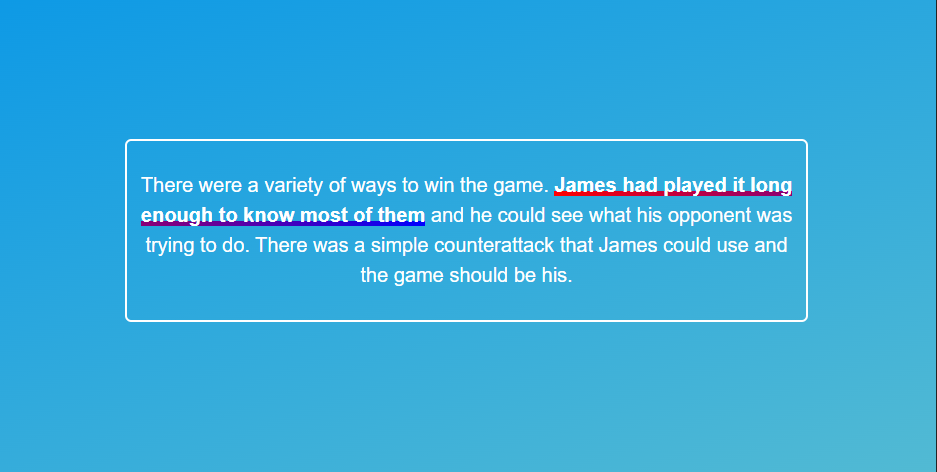 There were a variety of ways to win the game. James had played it long
enough to know most of them and he could see what his opponent was
trying to do. There was a simple counterattack that James could use and
the game should be his.